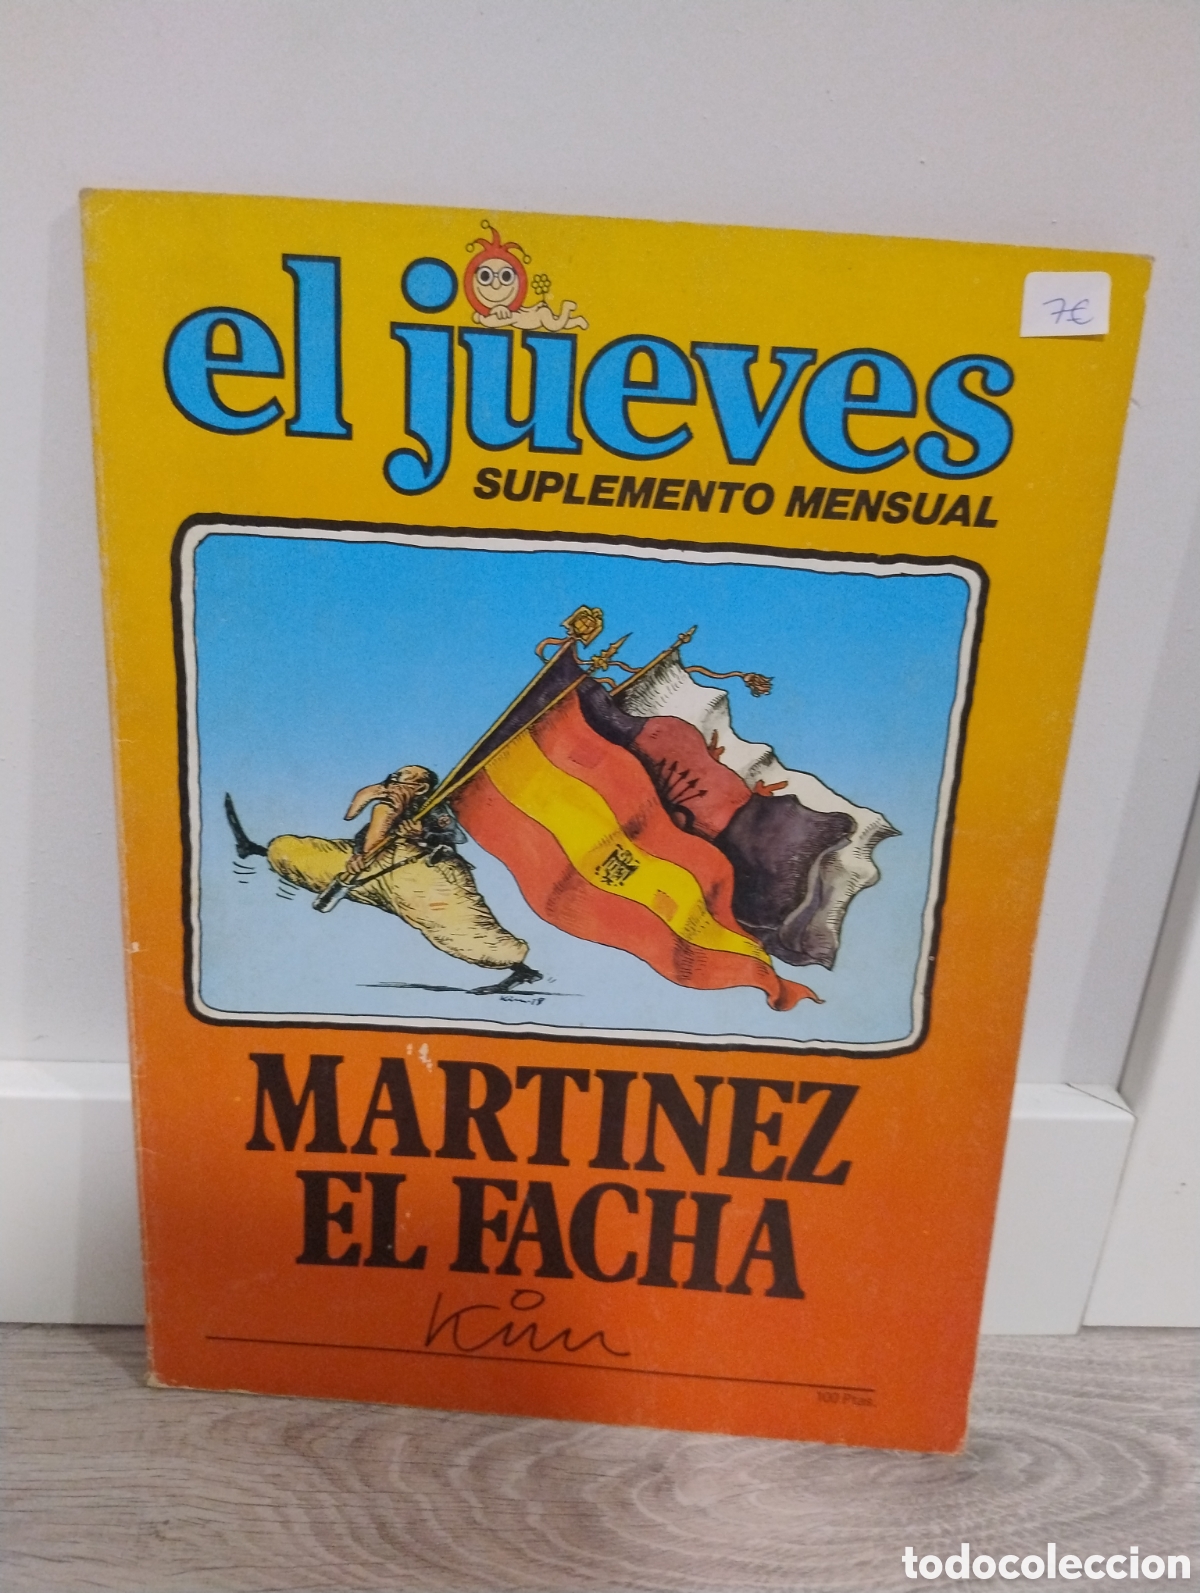 el jueves
7€
SUPLEMENTO MENSUAL
MARTINEZ
EL FACHA
Kim
100 Ptas.
todocoleccion